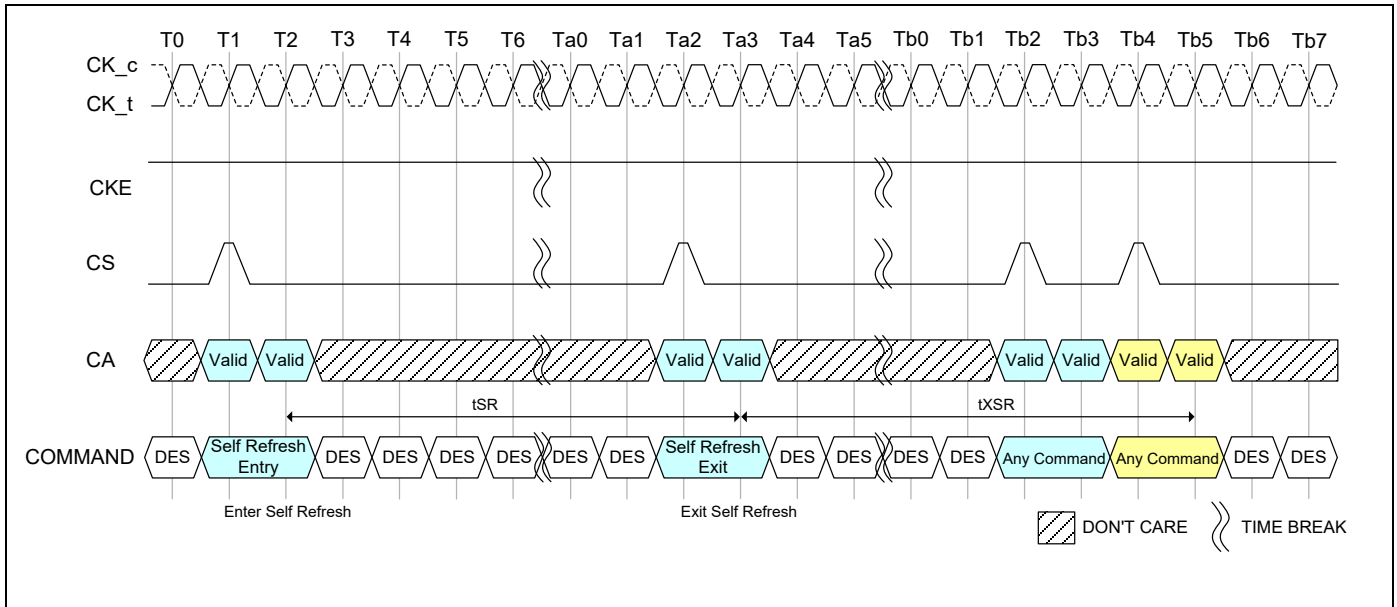 T0 T1 T2 T3 T4 T5 T6 Ta0 Ta1 Ta2 Ta3 Ta4 Ta5 Tb0 Tb1 Tb2 Tb3 Tb4 Tb5 Tb6 Tb7
CK_c
CK_t
CKE
CS
CA Valid Valid Valid Valid Valid Valid Valid Valid
tSR tXSR
COMMAND DES Self Refresh Entry DES DES DES DES DES DES Self Refresh Exit DES DES DES DES Any Command Any Command DES DES
Enter Self Refresh Exit Self Refresh
DON'T CARE TIME BREAK